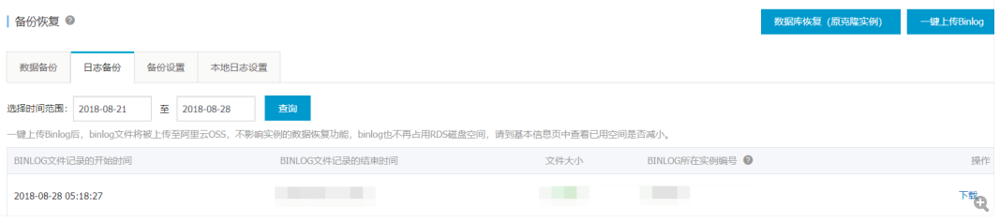 备份恢复 ?
数据库恢复（原克隆实例） 一键上传Binlog
数据备份 日志备份 备份设置 本地日志设置
选择时间范围： 2018-08-21 至 2018-08-28 查询
一键上传Binlog后，binlog文件将被上传至阿里云OSS，不影响实例的数据恢复功能，binlog也不再占用RDS磁盘空间，请到基本信息页中查看已用空间是否减小。
BINLOG文件记录的开始时间 BINLOG文件记录的结束时间 文件大小 BINLOG所在实例编号 ? 操作
2018-08-28 05:18:27 下载